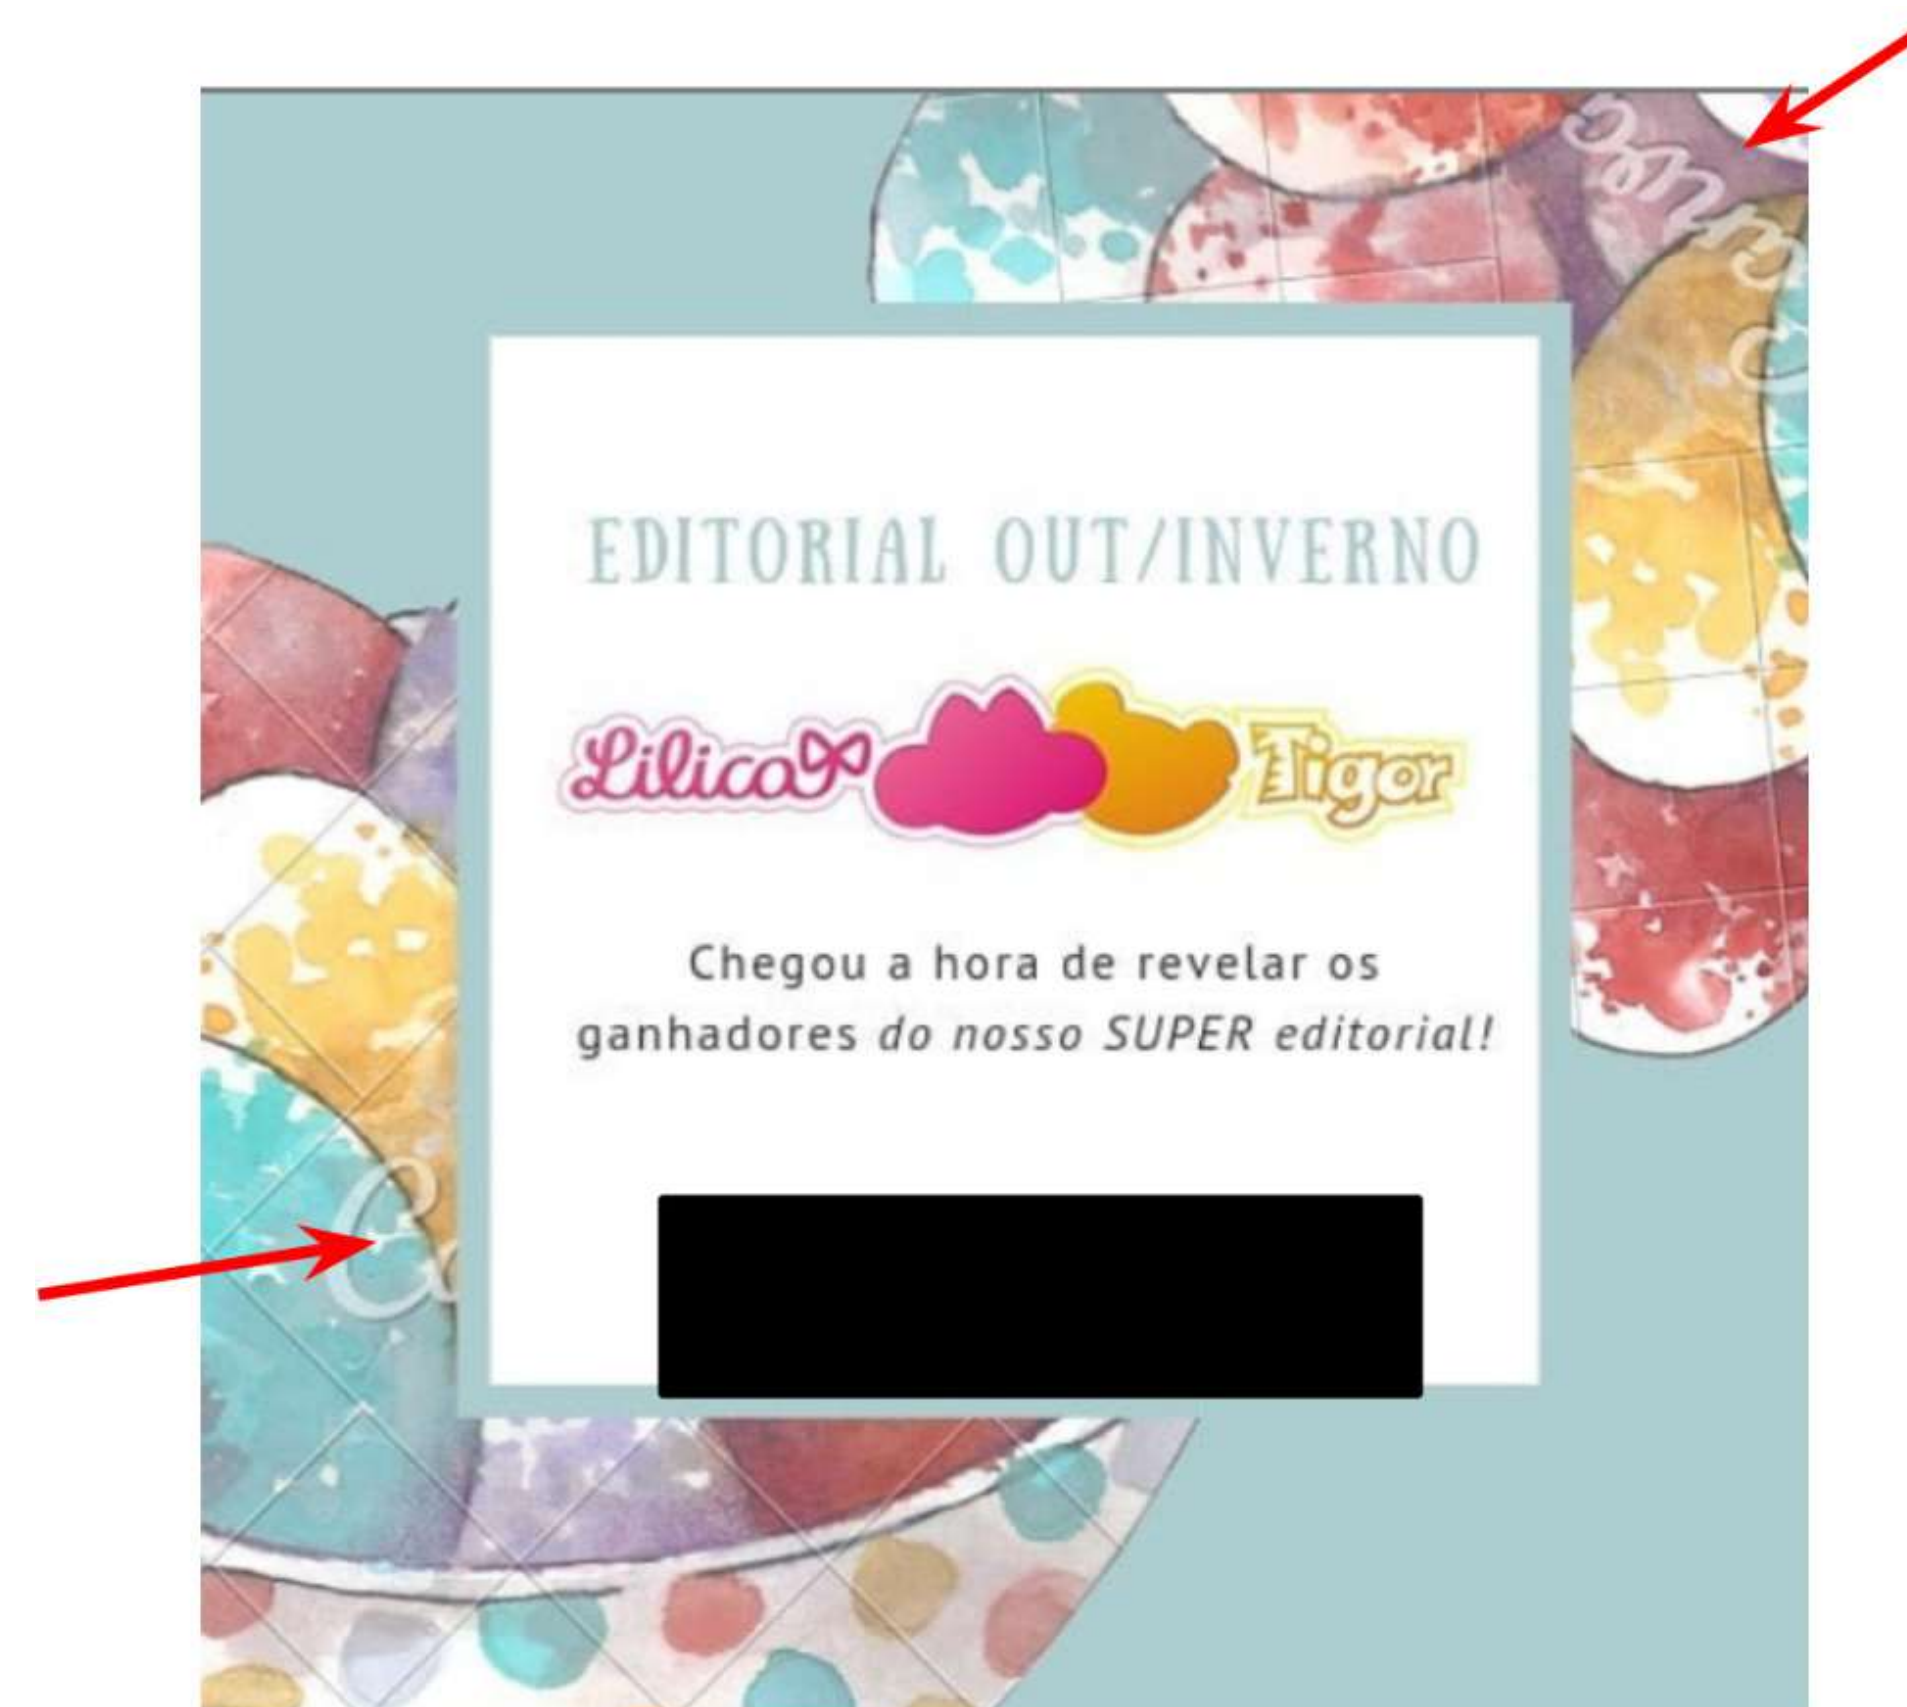 EDITORIAL OUT/INVERNO
Lilica Tigor
Chegou a hora de revelar os
ganhadores do nosso SUPER editorial!